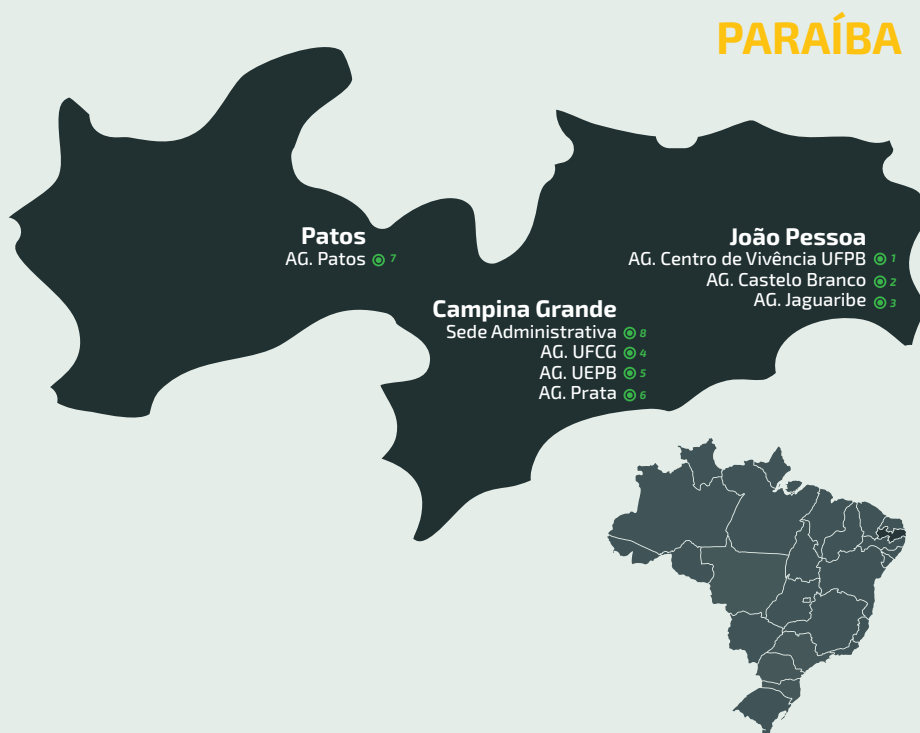 PARAÍBA
Patos
AG. Patos 7
João Pessoa
AG. Centro de Vivência UFPB 1
AG. Castelo Branco 2
AG. Jaguaribe 3
Campina Grande
Sede Administrativa 8
AG. UFCG 4
AG. UEPB 5
AG. Prata 6